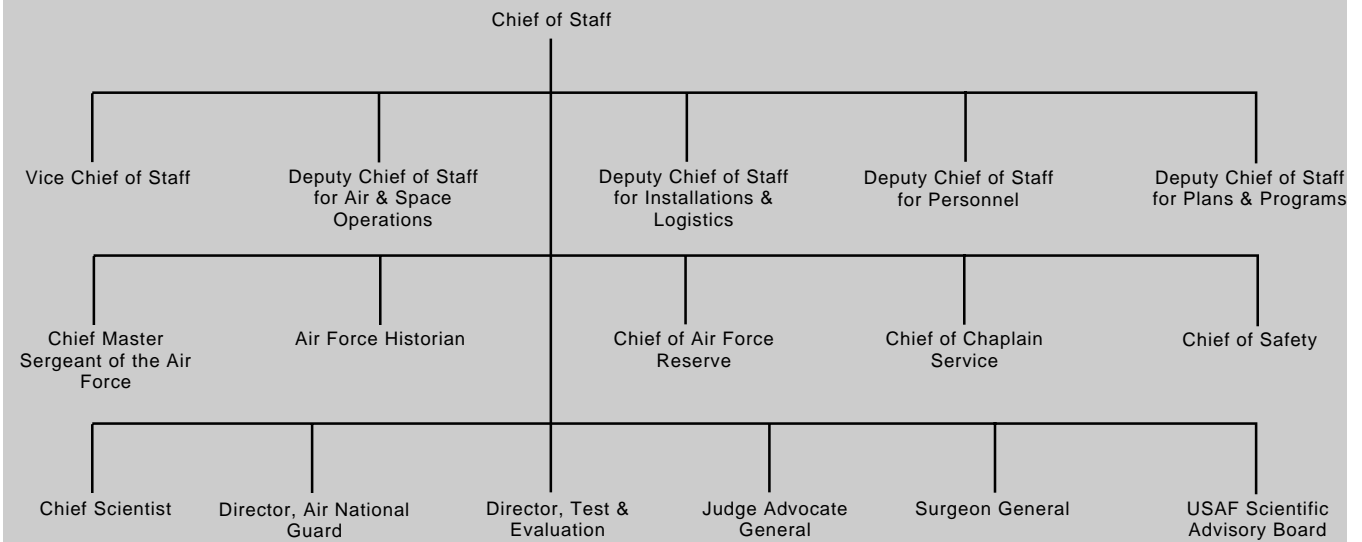 Chief of Staff
Vice Chief of Staff
Deputy Chief of Staff
for Air & Space
Operations
Deputy Chief of Staff
for Installations &
Logistics
Deputy Chief of Staff
for Personnel
Deputy Chief of Staff
for Plans & Programs
Chief Master
Sergeant of the Air
Force
Air Force Historian
Chief of Air Force
Reserve
Chief of Chaplain
Service
Chief of Safety
Chief Scientist
Director, Air National
Guard
Director, Test &
Evaluation
Judge Advocate
General
Surgeon General
USAF Scientific
Advisory Board